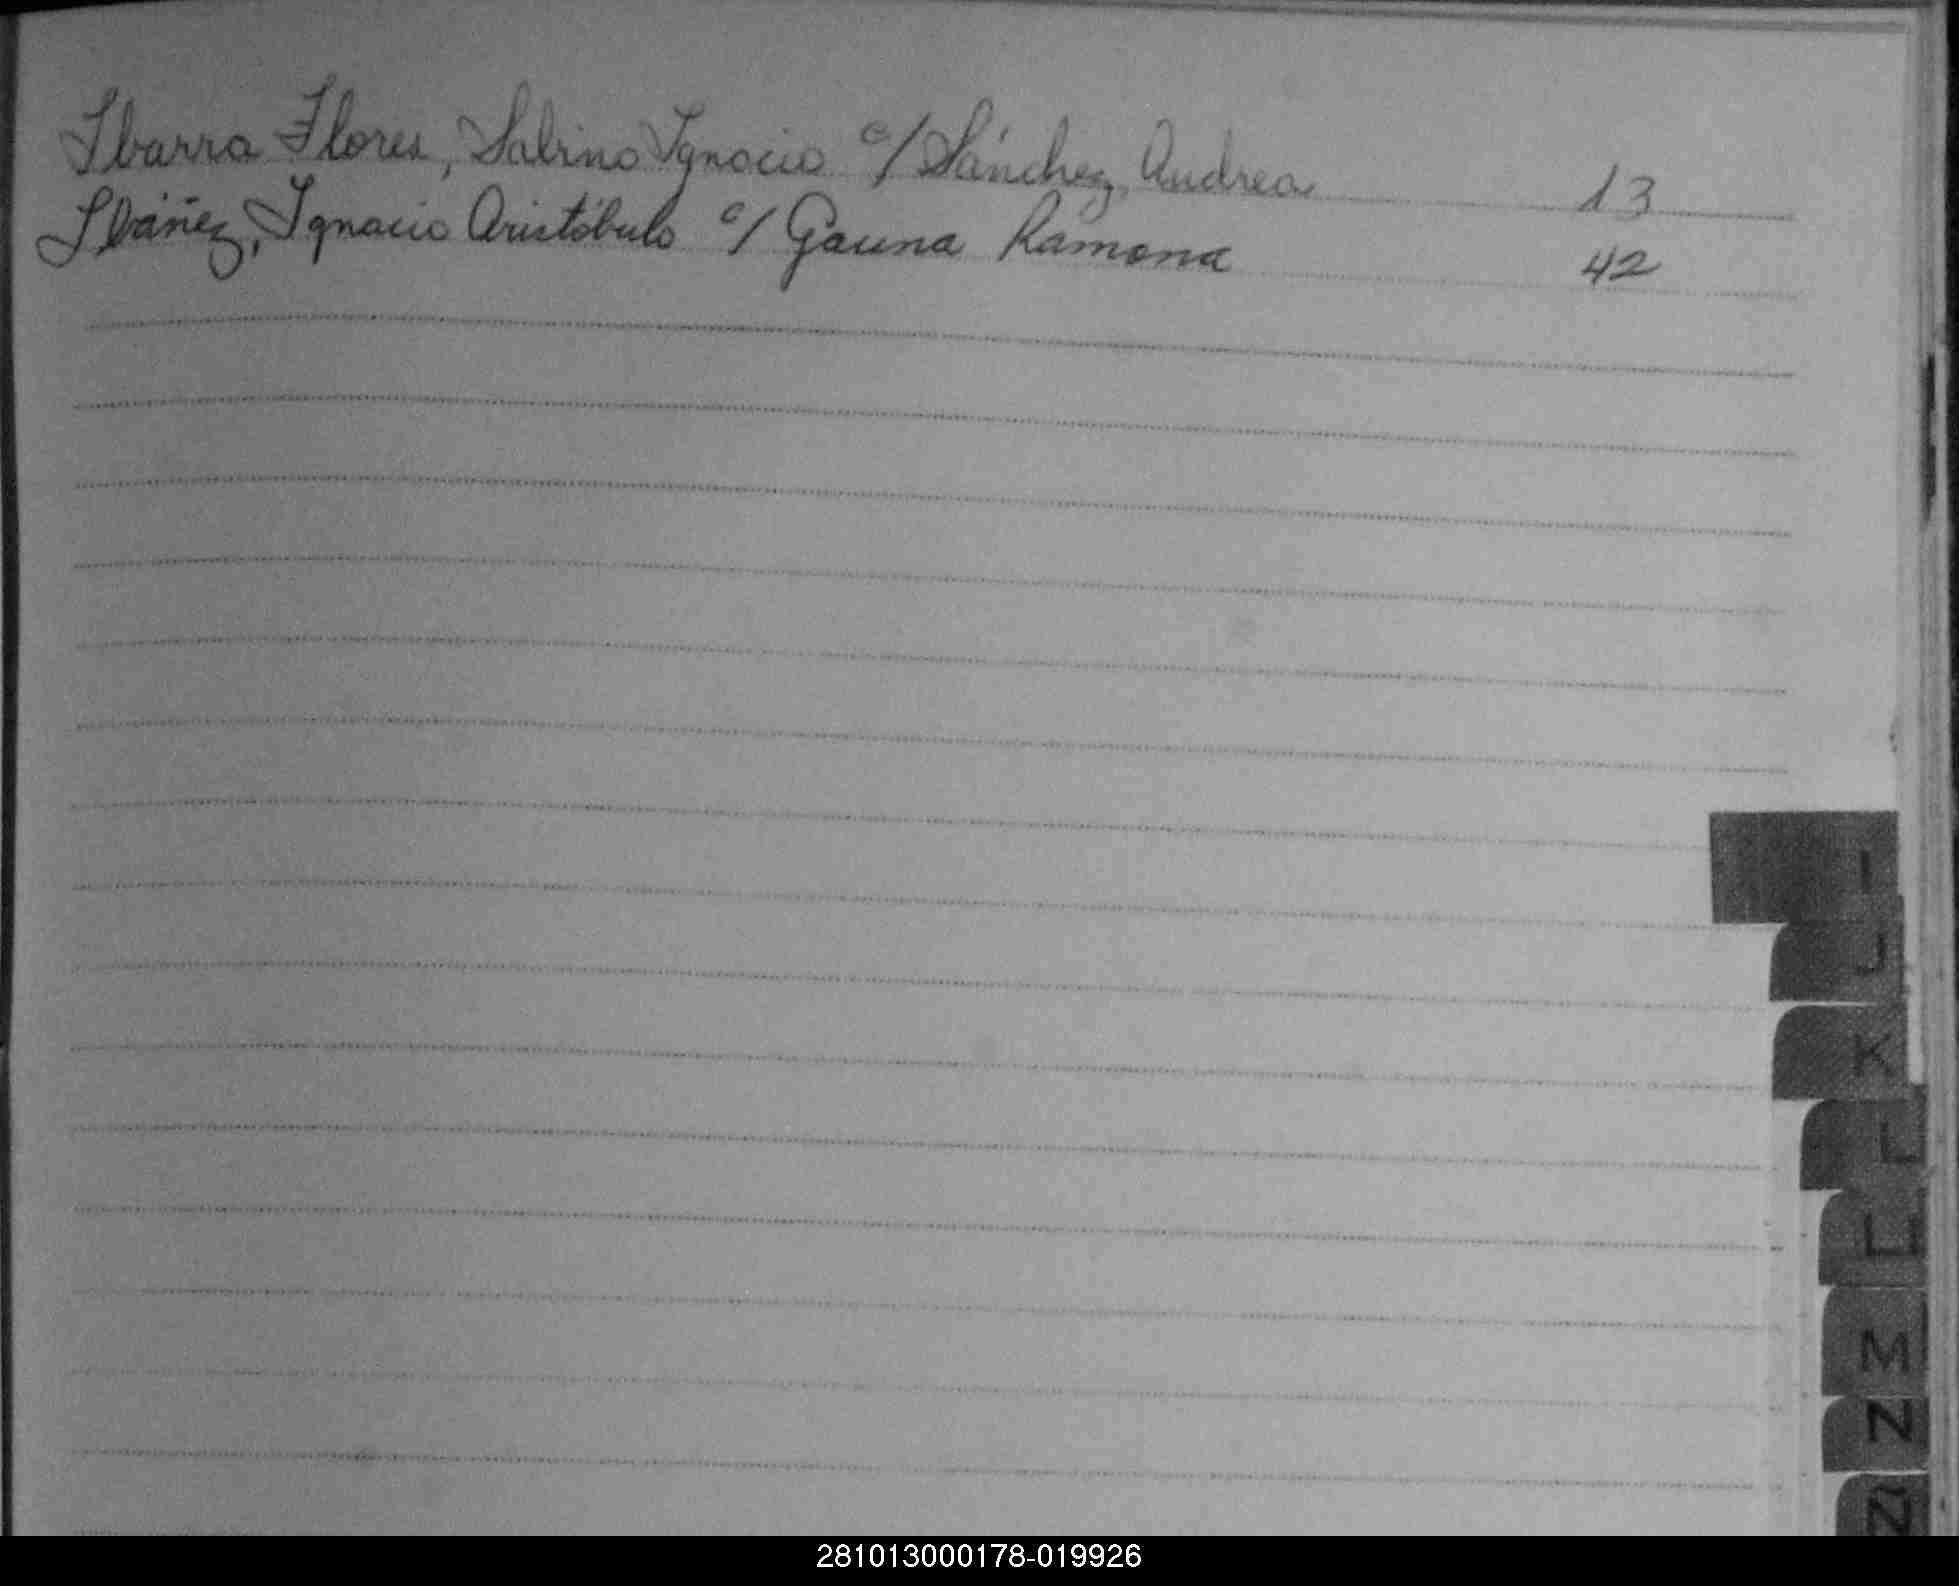 Ibarra Flores, Sabino Ignacio c/ Sánchez, Andrea 13
Ibáñez, Ignacio Aristóbulo c/ Gauna Ramona 42
I
J
K
L
LL
M
N
Ñ
281013000178-019926